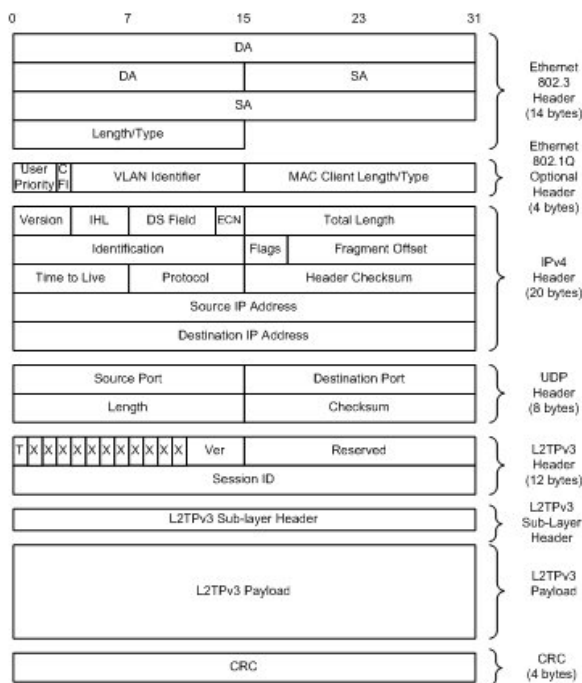 0 7 15 23 31
DA
DA SA
SA
Length/Type
Ethernet
802.3
Header
(14 bytes)
User
Priority
C
FI
VLAN Identifier MAC Client Length/Type
Ethernet
802.1Q
Optional
Header
(4 bytes)
Version IHL DS Field ECN Total Length
Identification Flags Fragment Offset
Time to Live Protocol Header Checksum
Source IP Address
Destination IP Address
IPv4
Header
(20 bytes)
Source Port Destination Port
Length Checksum
UDP
Header
(8 bytes)
T X X X X X X X X X X X Ver Reserved
Session ID
L2TPv3
Header
(12 bytes)
L2TPv3 Sub-layer Header
L2TPv3
Sub-Layer
Header
L2TPv3 Payload
L2TPv3
Payload
CRC
CRC
(4 bytes)